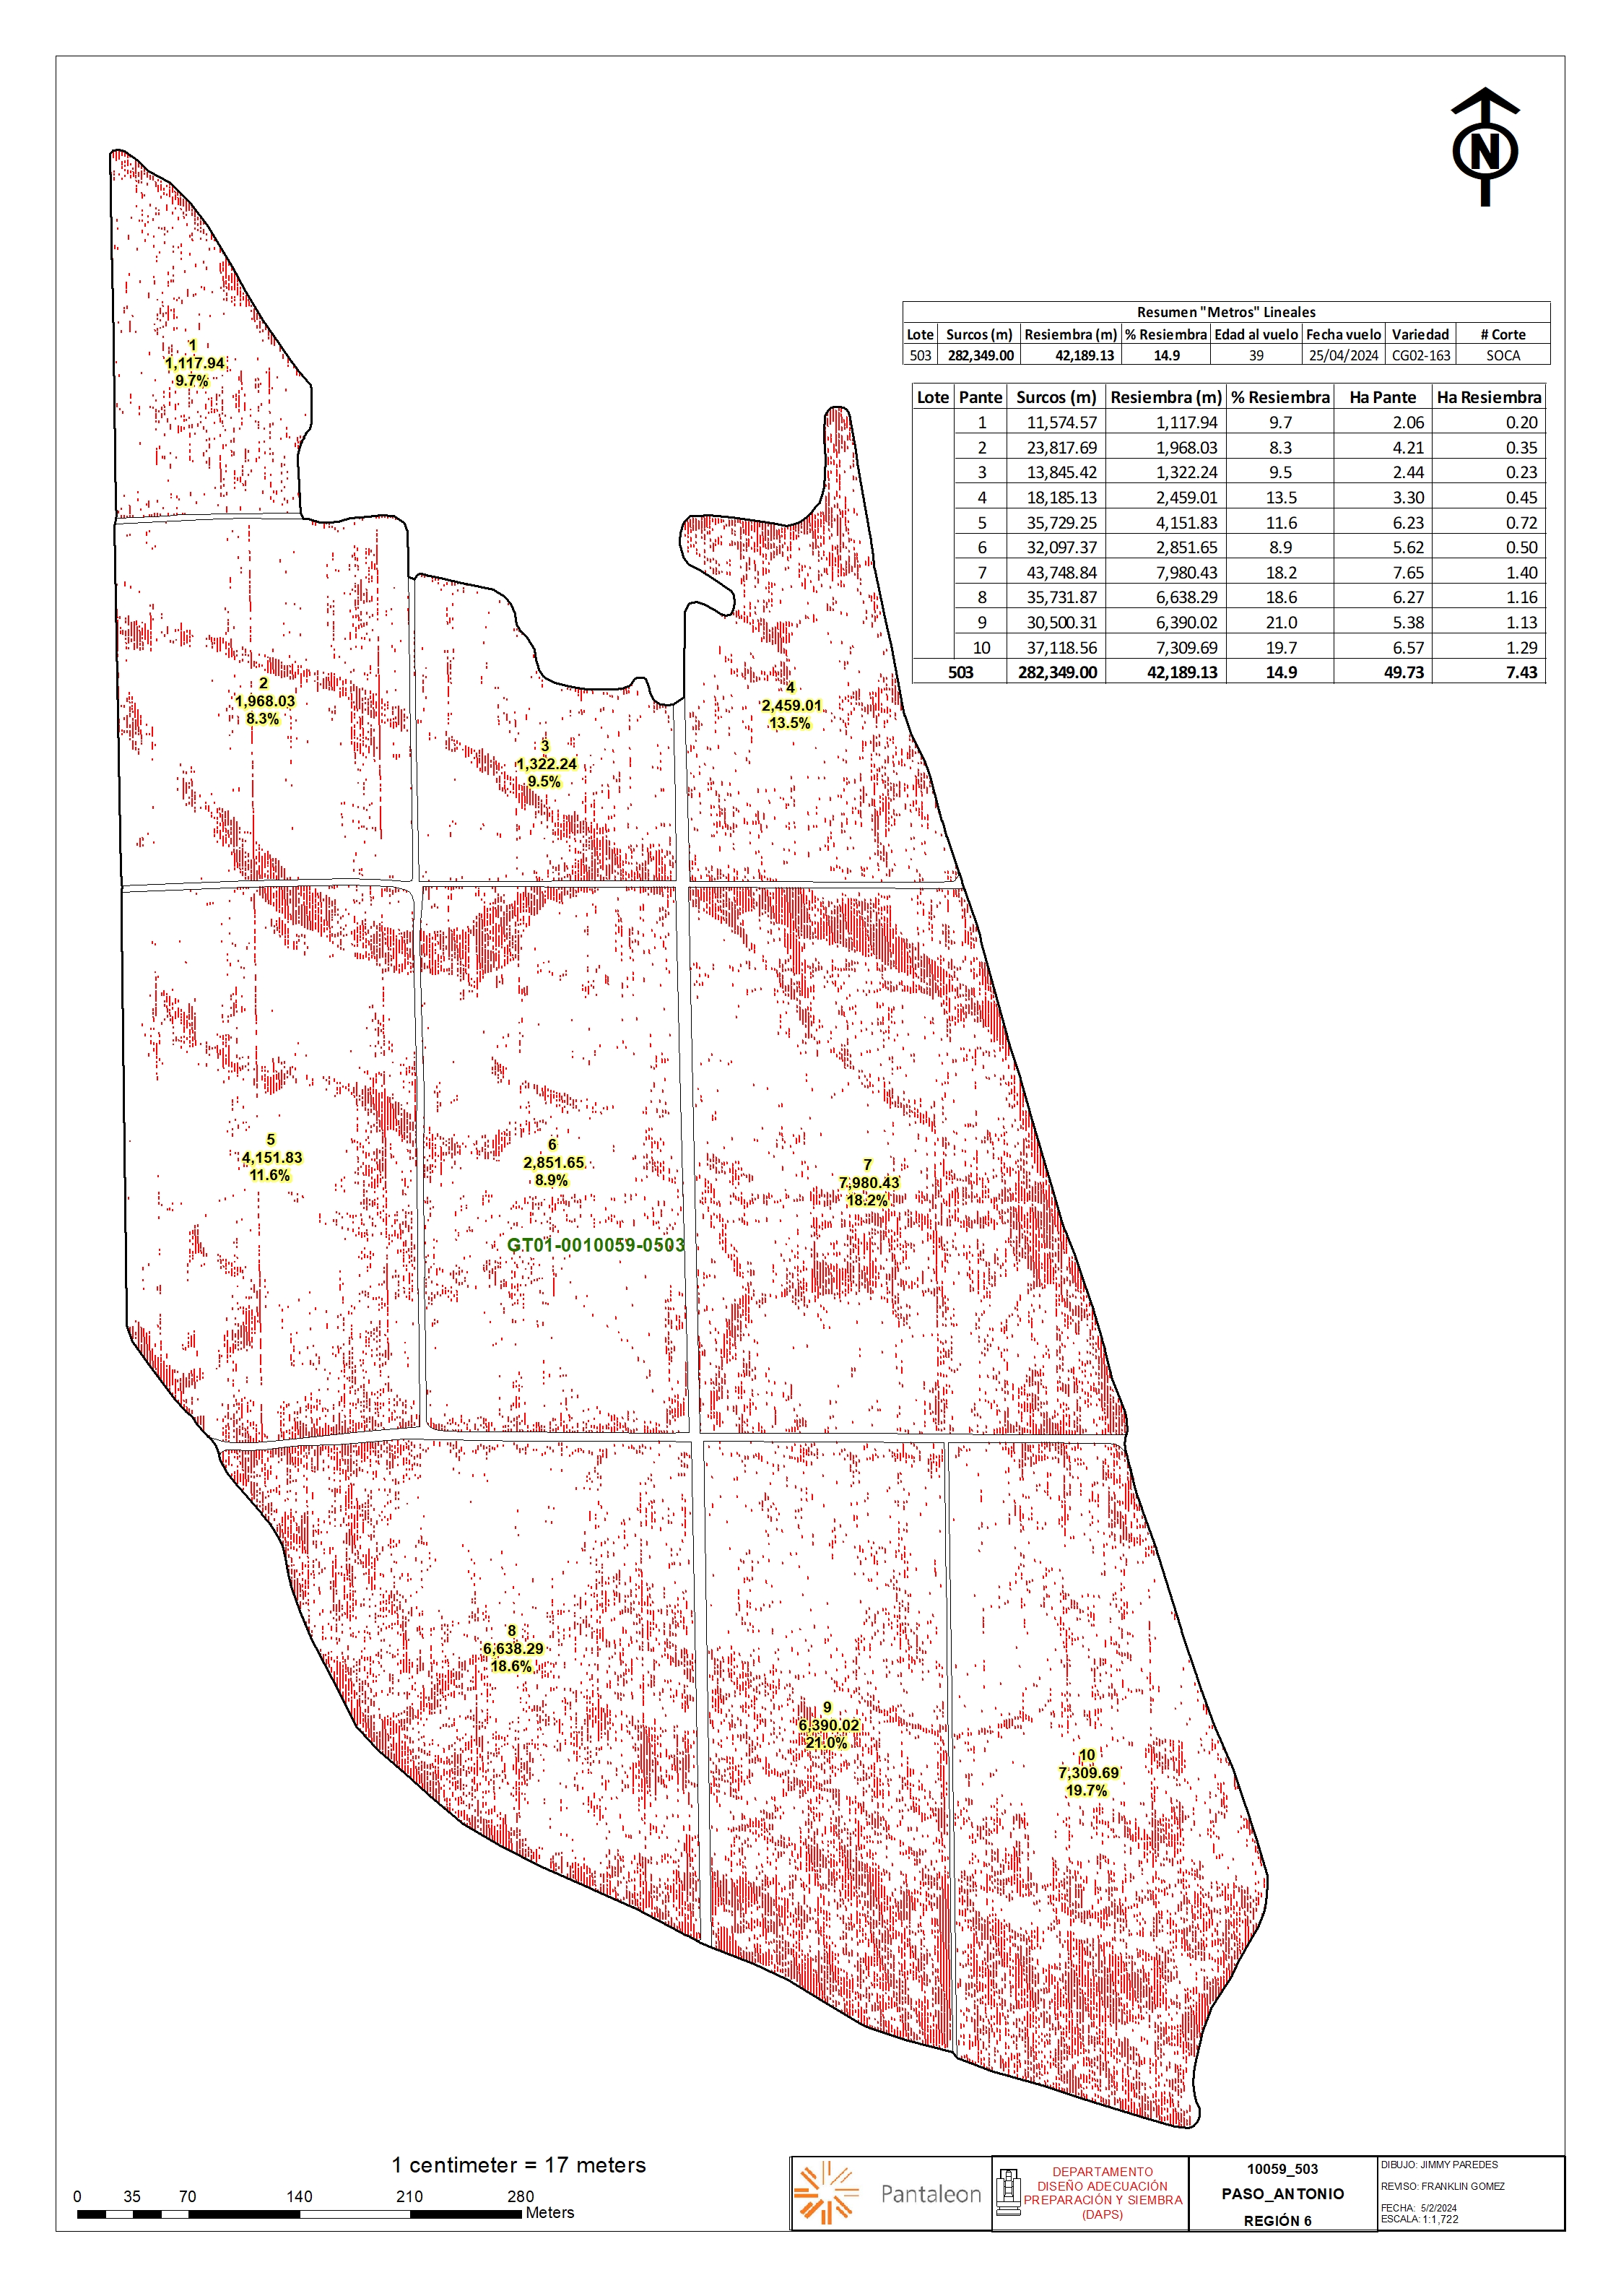 N
Resumen "Metros" Lineales
Lote Surcos (m) Resiembra (m) % Resiembra Edad al vuelo Fecha vuelo Variedad # Corte
503 282,349.00 42,189.13 14.9 39 25/04/2024 CG02-163 SOCA
Lote Pante Surcos (m) Resiembra (m) % Resiembra Ha Pante Ha Resiembra
1 11,574.57 1,117.94 9.7 2.06 0.20
2 23,817.69 1,968.03 8.3 4.21 0.35
3 13,845.42 1,322.24 9.5 2.44 0.23
4 18,185.13 2,459.01 13.5 3.30 0.45
5 35,729.25 4,151.83 11.6 6.23 0.72
6 32,097.37 2,851.65 8.9 5.62 0.50
7 43,748.84 7,980.43 18.2 7.65 1.40
8 35,731.87 6,638.29 18.6 6.27 1.16
9 30,500.31 6,390.02 21.0 5.38 1.13
10 37,118.56 7,309.69 19.7 6.57 1.29
503 282,349.00 42,189.13 14.9 49.73 7.43
1
1,117.94
9.7%
2
1,968.03
8.3%
3
1,322.24
9.5%
4
2,459.01
13.5%
5
4,151.83
11.6%
6
2,851.65
8.9%
7
7,980.43
18.2%
GT01-0010059-0503
8
6,638.29
18.6%
9
6,390.02
21.0%
10
7,309.69
19.7%
1 centimeter = 17 meters
0 35 70 140 210 280
Meters
Pantaleon
DEPARTAMENTO
DISEÑO ADECUACIÓN
PREPARACIÓN Y SIEMBRA
(DAPS)
10059_503
PASO_ANTONIO
REGIÓN 6
DIBUJO: JIMMY PAREDES
REVISO: FRANKLIN GOMEZ
FECHA: 5/2/2024
ESCALA: 1:1,722